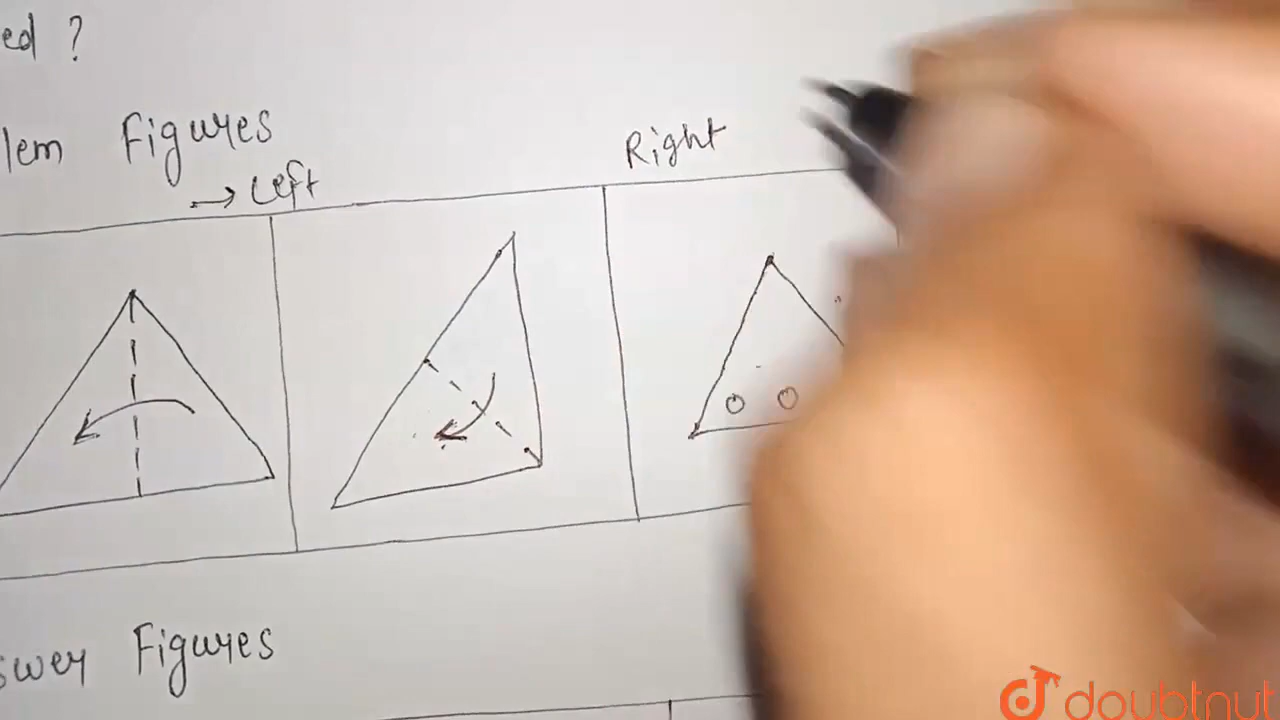 ed ?
lem Figures
→ Left
Right
swer Figures
doubtnut